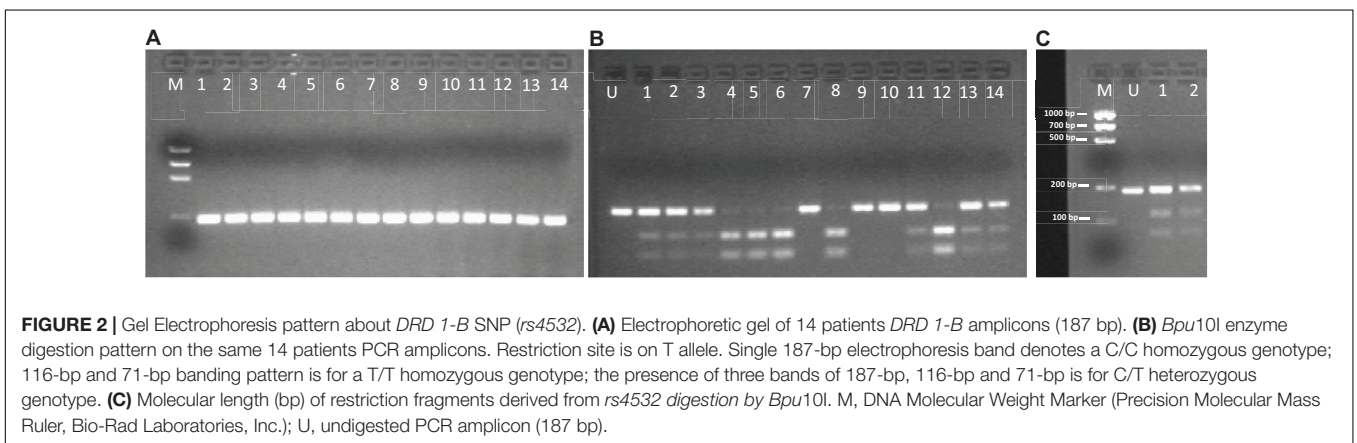 A
B
C
M 1 2 3 4 5 6 7 8 9 10 11 12 13 14
U 1 2 3 4 5 6 7 8 9 10 11 12 13 14
M U 1 2
1000 bp
700 bp
500 bp
200 bp
100 bp
FIGURE 2 | Gel Electrophoresis pattern about DRD 1-B SNP (rs4532). (A) Electrophoretic gel of 14 patients DRD 1-B amplicons (187 bp). (B) Bpu10I enzyme
digestion pattern on the same 14 patients PCR amplicons. Restriction site is on T allele. Single 187-bp electrophoresis band denotes a C/C homozygous genotype;
116-bp and 71-bp banding pattern is for a T/T homozygous genotype; the presence of three bands of 187-bp, 116-bp and 71-bp is for C/T heterozygous
genotype. (C) Molecular length (bp) of restriction fragments derived from rs4532 digestion by Bpu10I. M, DNA Molecular Weight Marker (Precision Molecular Mass
Ruler, Bio-Rad Laboratories, Inc.); U, undigested PCR amplicon (187 bp).